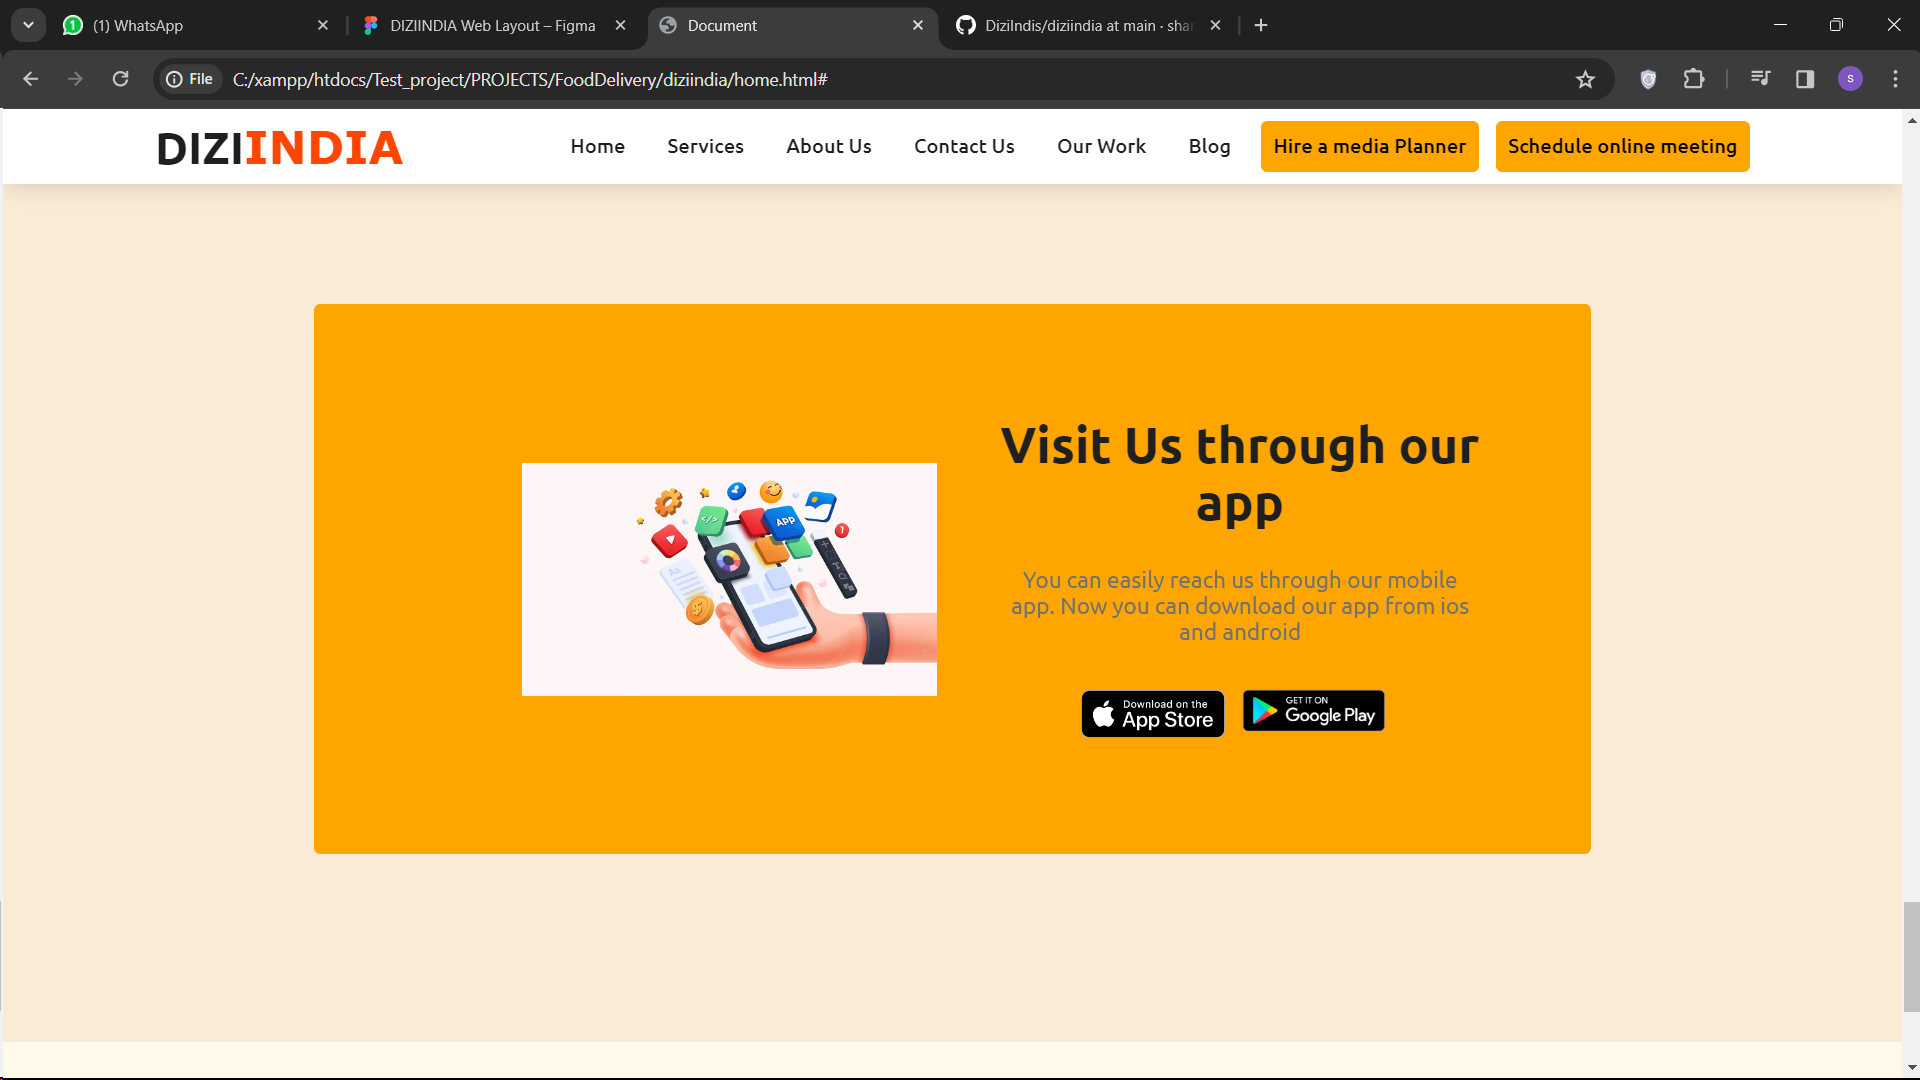 (1) WhatsApp
DIZIINDIA Web Layout – Figma
Document
DiziIndis/diziindia at main · sha
File
C:/xampp/htdocs/Test_project/PROJECTS/FoodDelivery/diziindia/home.html#
S
DIZIINDIA
Home
Services
About Us
Contact Us
Our Work
Blog
Hire a media Planner
Schedule online meeting
Visit Us through our
app
</>
APP
1
Aa
$
You can easily reach us through our mobile
app. Now you can download our app from ios
and android
Download on the
App Store
GET IT ON
Google Play